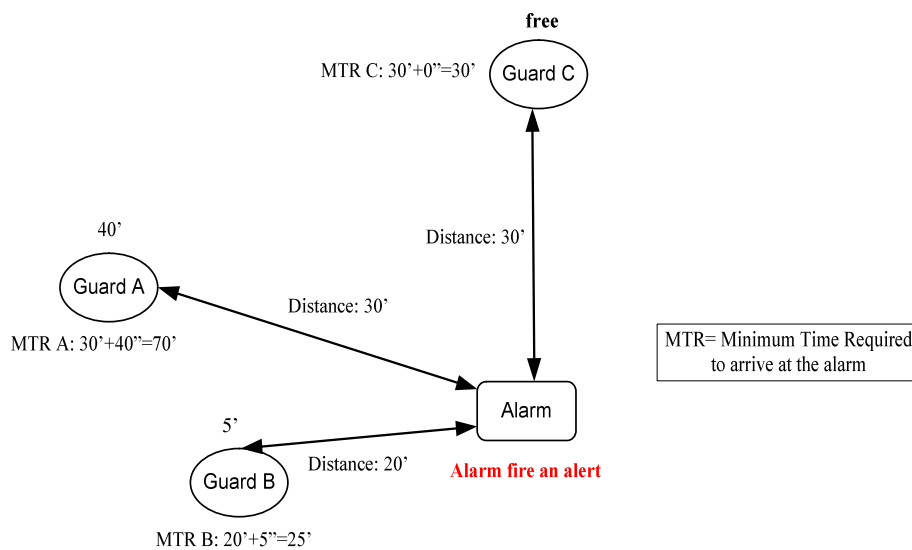 free
Guard C
MTR C: 30’+0”=30’
Distance: 30’
40’
Guard A
Distance: 30’
MTR A: 30’+40”=70’
MTR= Minimum Time Required
to arrive at the alarm
Alarm
5’
Distance: 20’
Alarm fire an alert
Guard B
MTR B: 20’+5”=25’